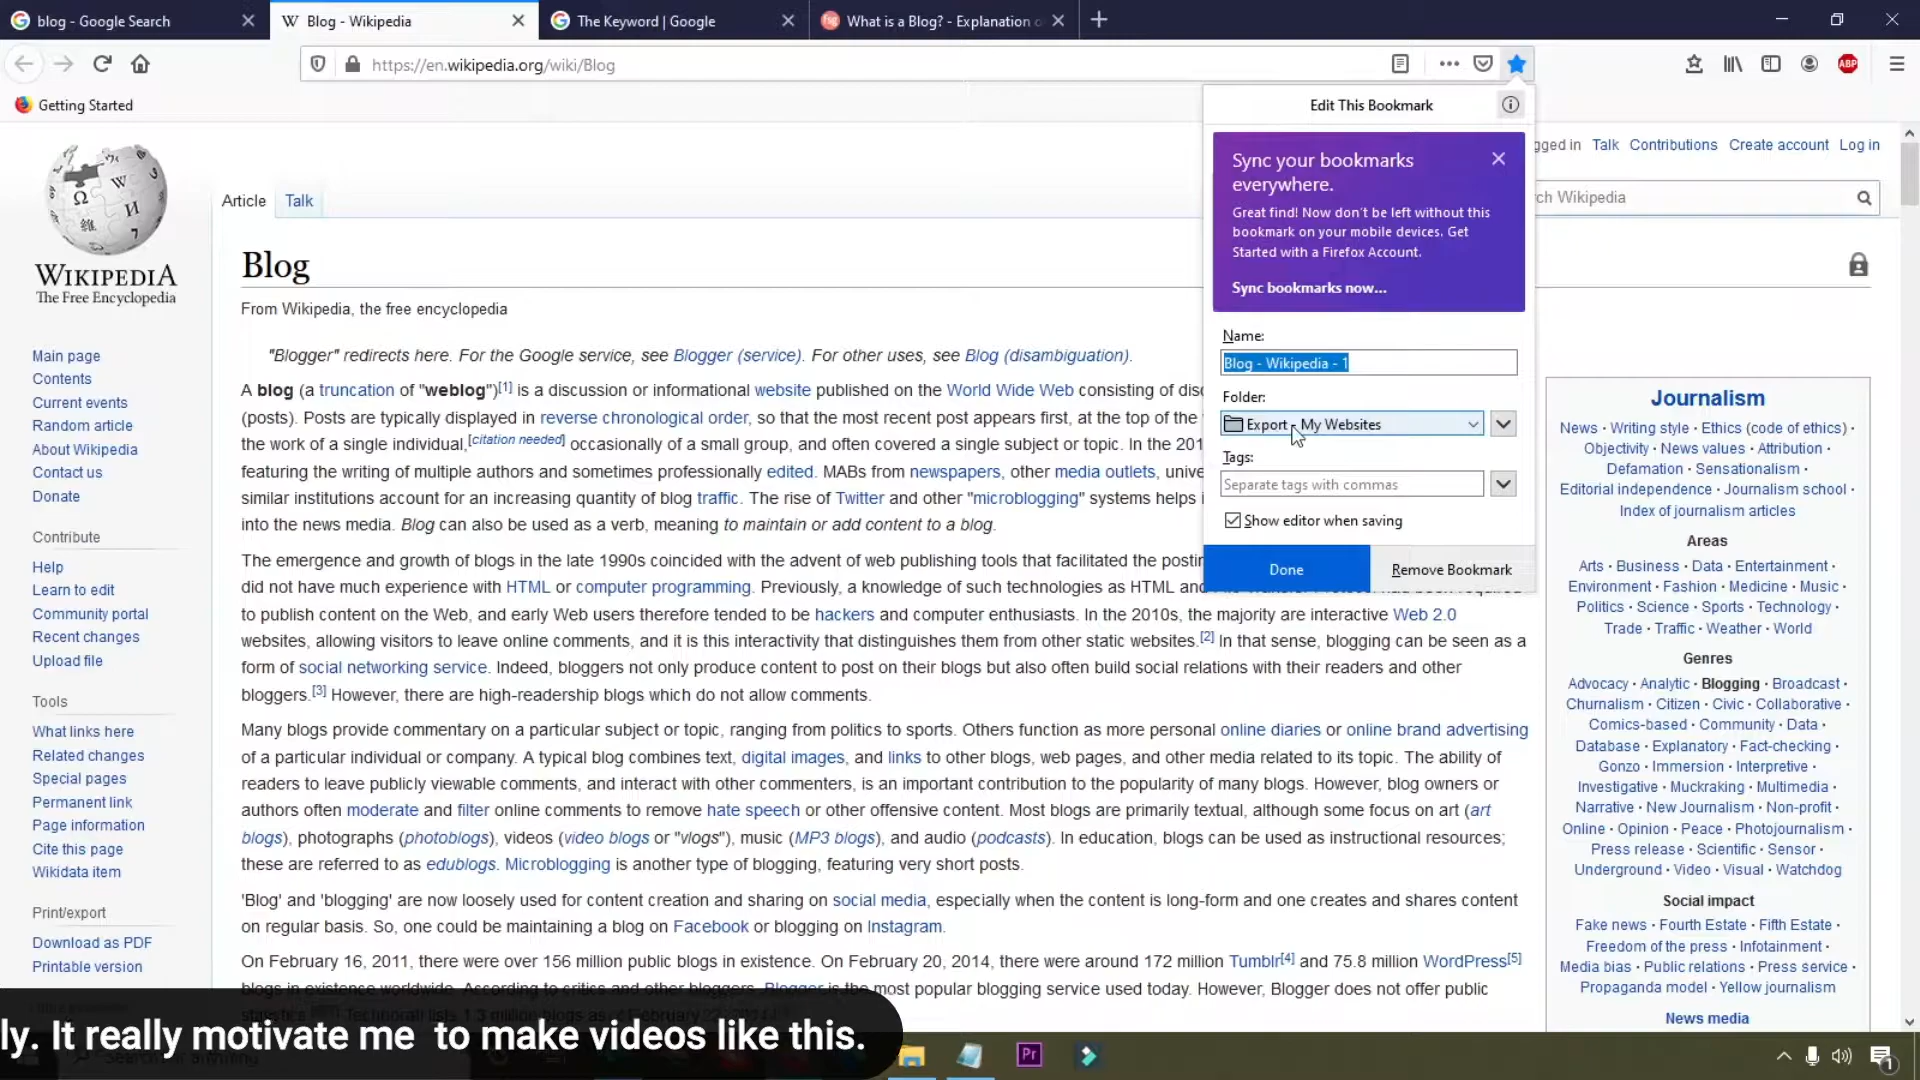 blog - Google Search
Blog - Wikipedia
The Keyword | Google
What is a Blog? - Explanation
https://en.wikipedia.org/wiki/Blog
ABP
Getting Started
Edit This Bookmark
Sync your bookmarks
everywhere.
Great find! Now don't be left without this
bookmark on your mobile devices. Get
Started with a Firefox Account.
Sync bookmarks now...
Name:
Blog - Wikipedia - 1
Folder:
Export - My Websites
Tags:
Separate tags with commas
Show editor when saving
Done
Remove Bookmark
gged in Talk Contributions Create account Log in
ch Wikipedia
WIKIPEDIA
The Free Encyclopedia
Main page
Contents
Current events
Random article
About Wikipedia
Contact us
Donate
Contribute
Help
Learn to edit
Community portal
Recent changes
Upload file
Tools
What links here
Related changes
Special pages
Permanent link
Page information
Cite this page
Wikidata item
Print/export
Download as PDF
Printable version
Article Talk
Blog
From Wikipedia, the free encyclopedia
"Blogger" redirects here. For the Google service, see Blogger (service). For other uses, see Blog (disambiguation).
A blog (a truncation of "weblog")[1] is a discussion or informational website published on the World Wide Web consisting of
(posts). Posts are typically displayed in reverse chronological order, so that the most recent post appears first, at the top of the
the work of a single individual,[citation needed] occasionally of a small group, and often covered a single subject or topic. In the 201
featuring the writing of multiple authors and sometimes professionally edited. MABs from newspapers, other media outlets, unive
similar institutions account for an increasing quantity of blog traffic. The rise of Twitter and other "microblogging" systems helps i
into the news media. Blog can also be used as a verb, meaning to maintain or add content to a blog.
The emergence and growth of blogs in the late 1990s coincided with the advent of web publishing tools that facilitated the
did not have much experience with HTML or computer programming. Previously, a knowledge of such technologies as HTML and
to publish content on the Web, and early Web users therefore tended to be hackers and computer enthusiasts. In the 2010s, the majority are interactive Web 2.0
websites, allowing visitors to leave online comments, and it is this interactivity that distinguishes them from other static websites.[2] In that sense, blogging can be seen as a
form of social networking service. Indeed, bloggers not only produce content to post on their blogs but also often build social relations with their readers and other
bloggers.[3] However, there are high-readership blogs which do not allow comments.
Many blogs provide commentary on a particular subject or topic, ranging from politics to sports. Others function as more personal online diaries or online brand advertising
of a particular individual or company. A typical blog combines text, digital images, and links to other blogs, web pages, and other media related to its topic. The ability of
readers to leave publicly viewable comments, and interact with other commenters, is an important contribution to the popularity of many blogs. However, blog owners or
authors often moderate and filter online comments to remove hate speech or other offensive content. Most blogs are primarily textual, although some focus on art (art
blogs), photographs (photoblogs), videos (video blogs or "vlogs"), music (MP3 blogs), and audio (podcasts). In education, blogs can be used as instructional resources;
these are referred to as edublogs. Microblogging is another type of blogging, featuring very short posts.
'Blog' and 'blogging' are now loosely used for content creation and sharing on social media, especially when the content is long-form and one creates and shares content
on regular basis. So, one could be maintaining a blog on Facebook or blogging on Instagram.
On February 16, 2011, there were over 156 million public blogs in existence. On February 20, 2014, there were around 172 million Tumblr[4] and 75.8 million WordPress[5]
blogs in existence worldwide. According to critics and other bloggers, Blogger is the most popular blogging service used today. However, Blogger does not offer public
Journalism
News · Writing style · Ethics (code of ethics) ·
Objectivity · News values · Attribution ·
Defamation · Sensationalism ·
Editorial independence · Journalism school ·
Index of journalism articles
Areas
Arts · Business · Data · Entertainment ·
Environment · Fashion · Medicine · Music ·
Politics · Science · Sports · Technology ·
Trade · Traffic · Weather · World
Genres
Advocacy · Analytic · Blogging · Broadcast ·
Churnalism · Citizen · Civic · Collaborative ·
Comics-based · Community · Data ·
Database · Explanatory · Fact-checking ·
Gonzo · Immersion · Interpretive ·
Investigative · Muckraking · Multimedia ·
Narrative · New Journalism · Non-profit ·
Online · Opinion · Peace · Photojournalism ·
Press release · Scientific · Sensor ·
Underground · Video · Visual · Watchdog
Social impact
Fake news · Fourth Estate · Fifth Estate ·
Freedom of the press · Infotainment ·
Media bias · Public relations · Press service ·
Propaganda model · Yellow journalism
News media
ly. It really motivate me to make videos like this.
Pr
1